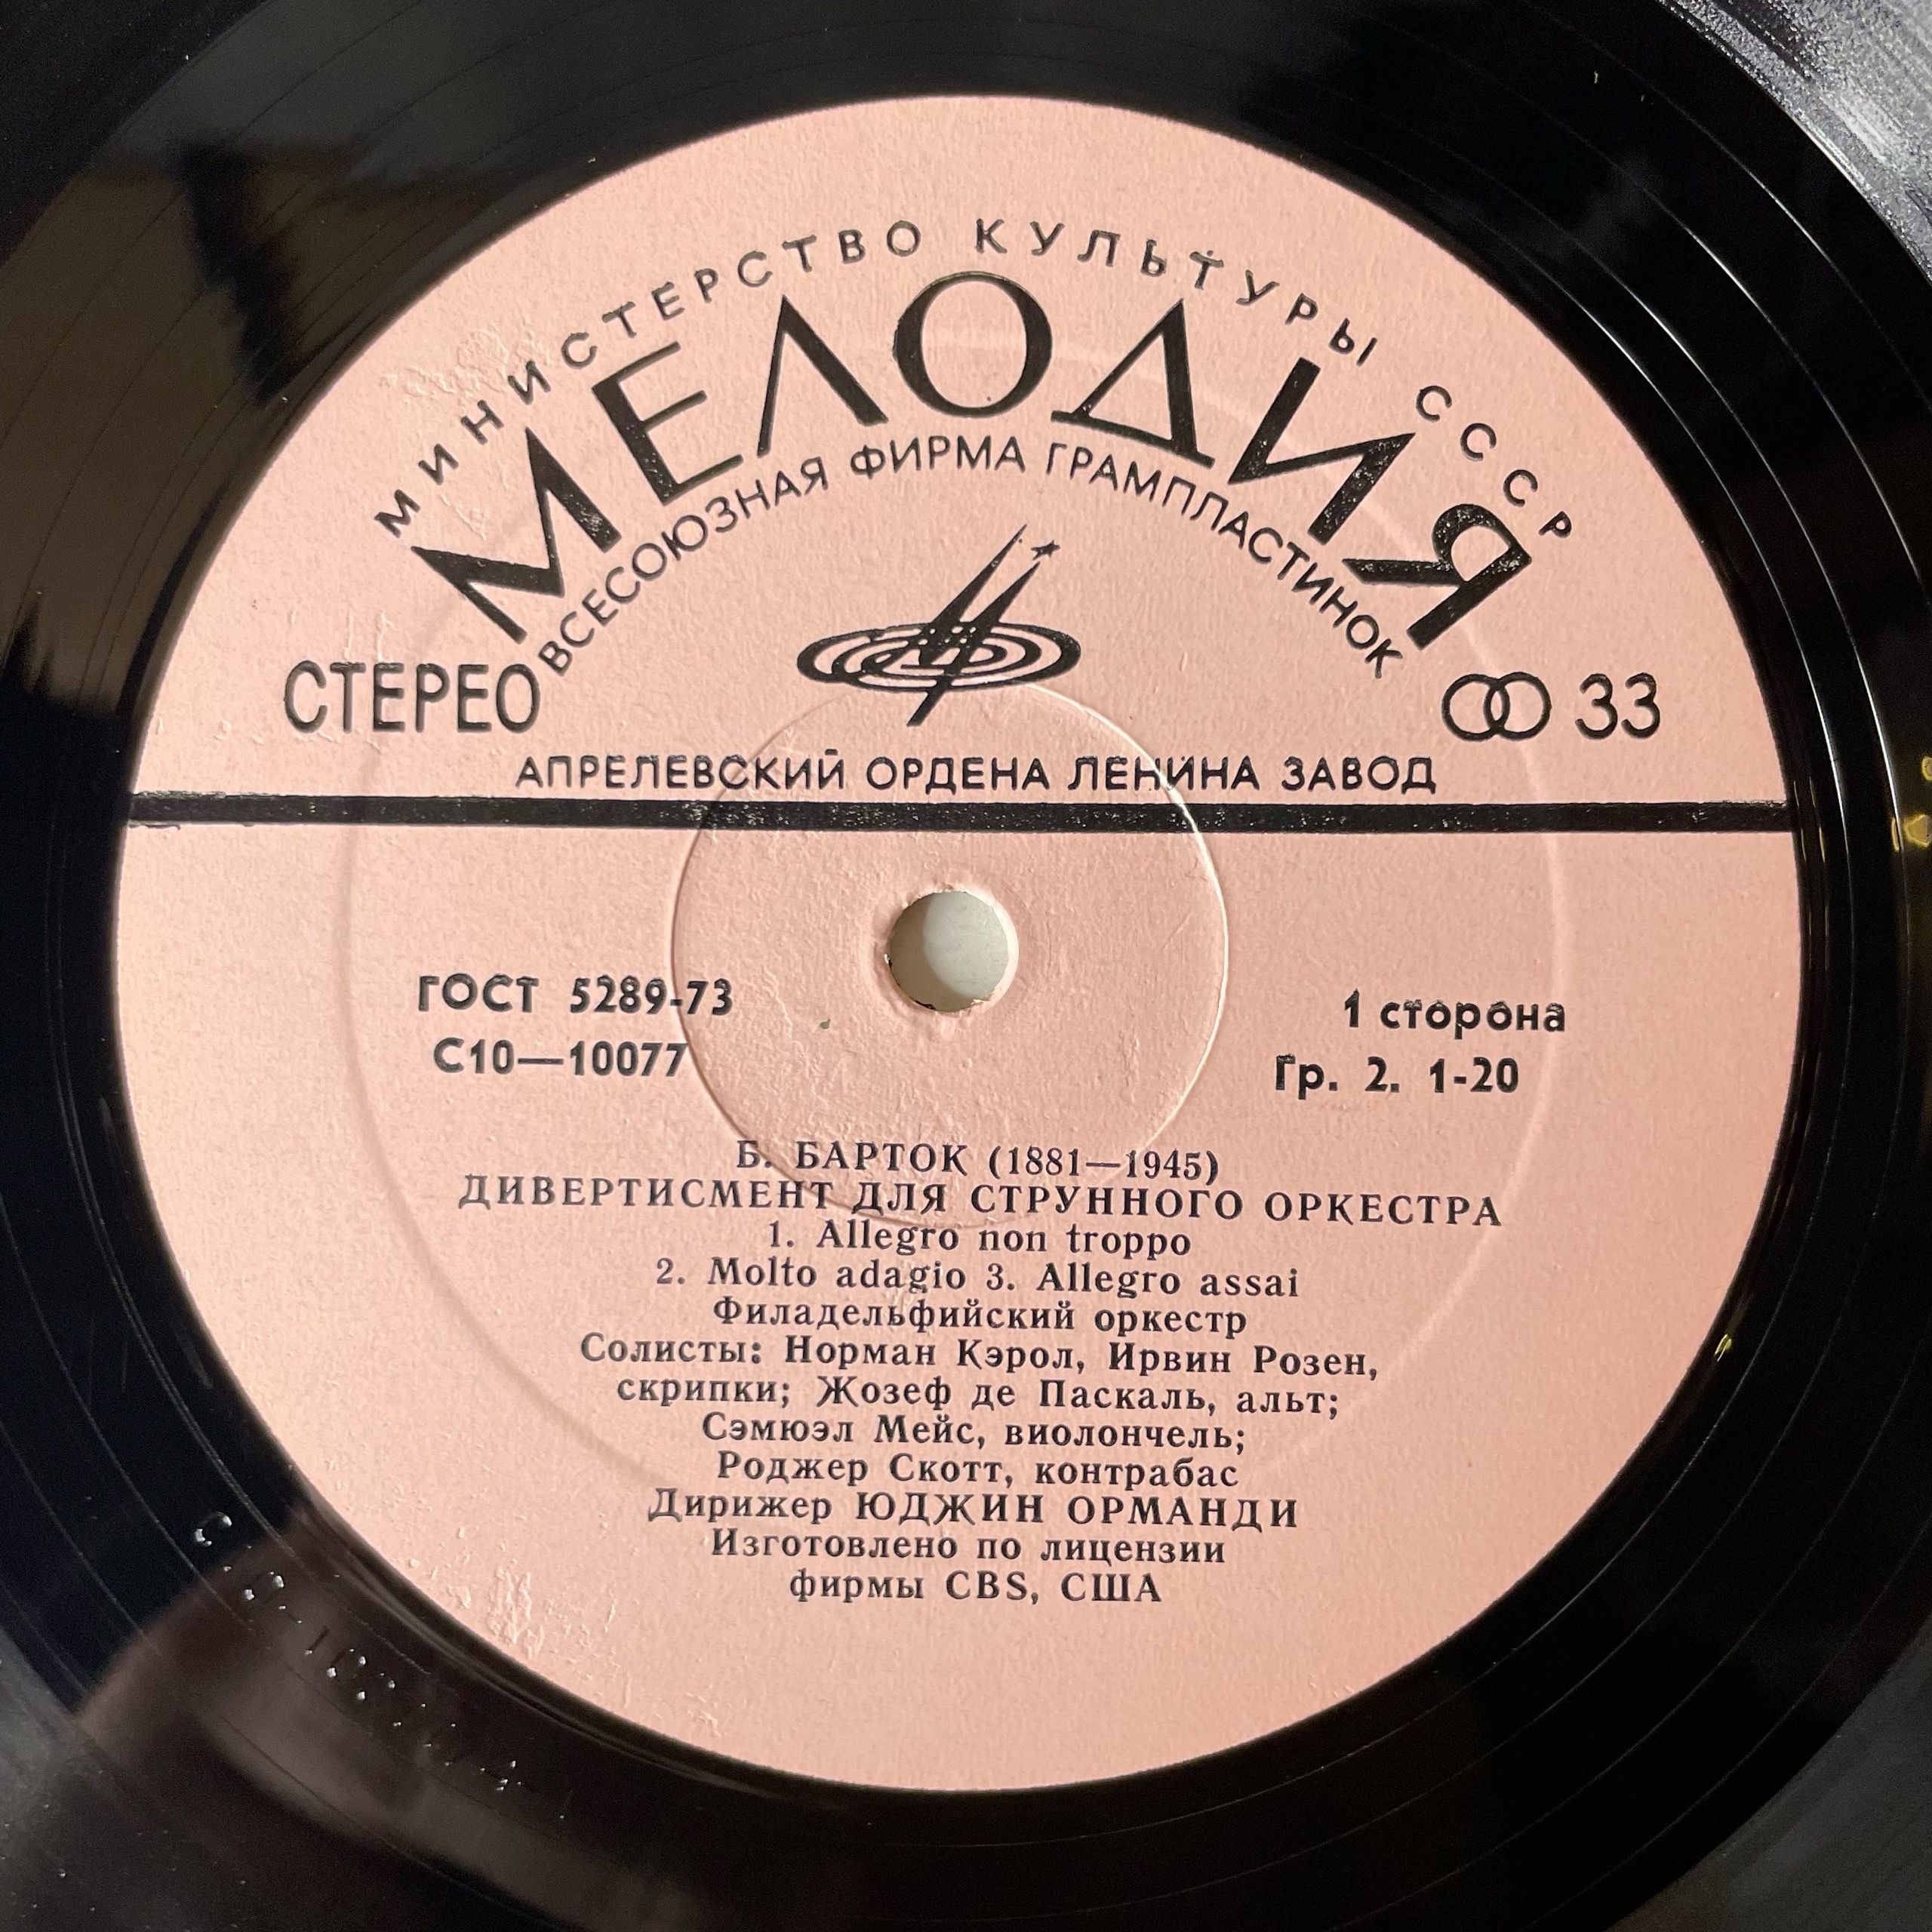 МИНИСТЕРСТВО КУЛЬТУРЫ СССР
МЕЛОДИЯ
ВСЕСОЮЗНАЯ ФИРМА ГРАМПЛАСТИНОК
СТЕРЕО
33
АПРЕЛЕВСКИЙ ОРДЕНА ЛЕНИНА ЗАВОД
ГОСТ 5289-73
1 сторона
С10—10077
Гр. 2. 1-20
Б. БАРТОК (1881—1945)
ДИВЕРТИСМЕНТ ДЛЯ СТРУННОГО ОРКЕСТРА
1. Allegro non troppo
2. Molto adagio 3. Allegro assai
Филадельфийский оркестр
Солисты: Норман Кэрол, Ирвин Розен,
скрипки; Жозеф де Паскаль, альт;
Сэмюэл Мейс, виолончель;
Роджер Скотт, контрабас
Дирижер ЮДЖИН ОРМАНДИ
Изготовлено по лицензии
фирмы CBS, США